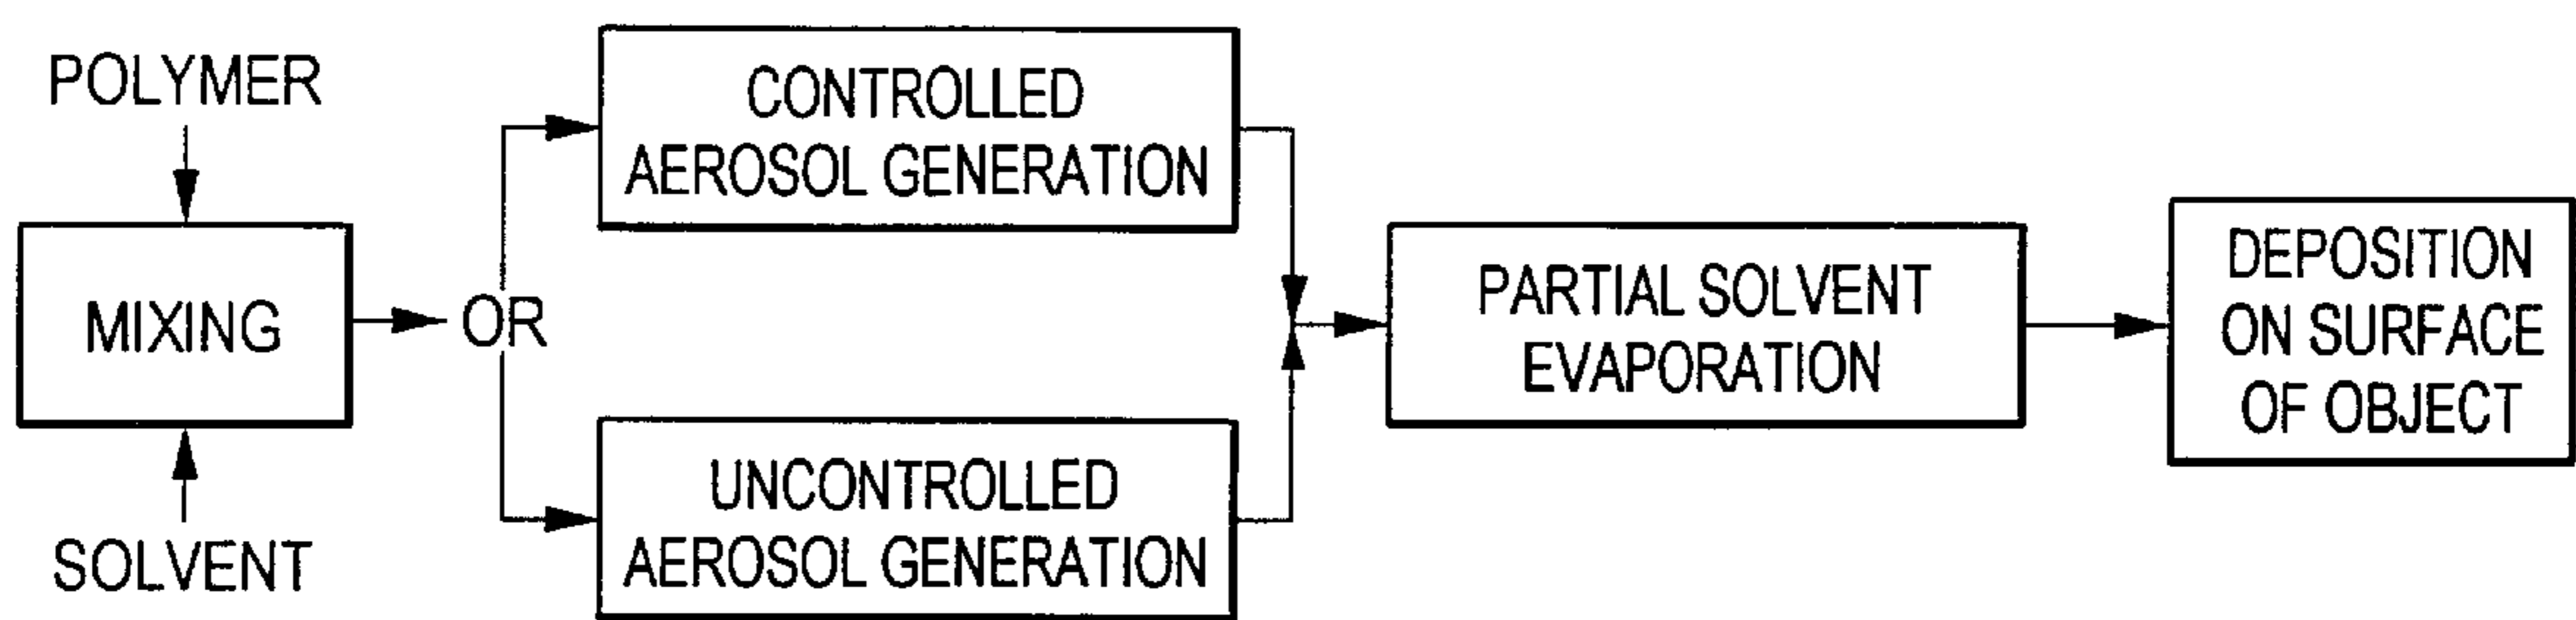 POLYMER
MIXING
SOLVENT
OR
CONTROLLED
AEROSOL GENERATION
UNCONTROLLED
AEROSOL GENERATION
PARTIAL SOLVENT
EVAPORATION
DEPOSITION
ON SURFACE
OF OBJECT